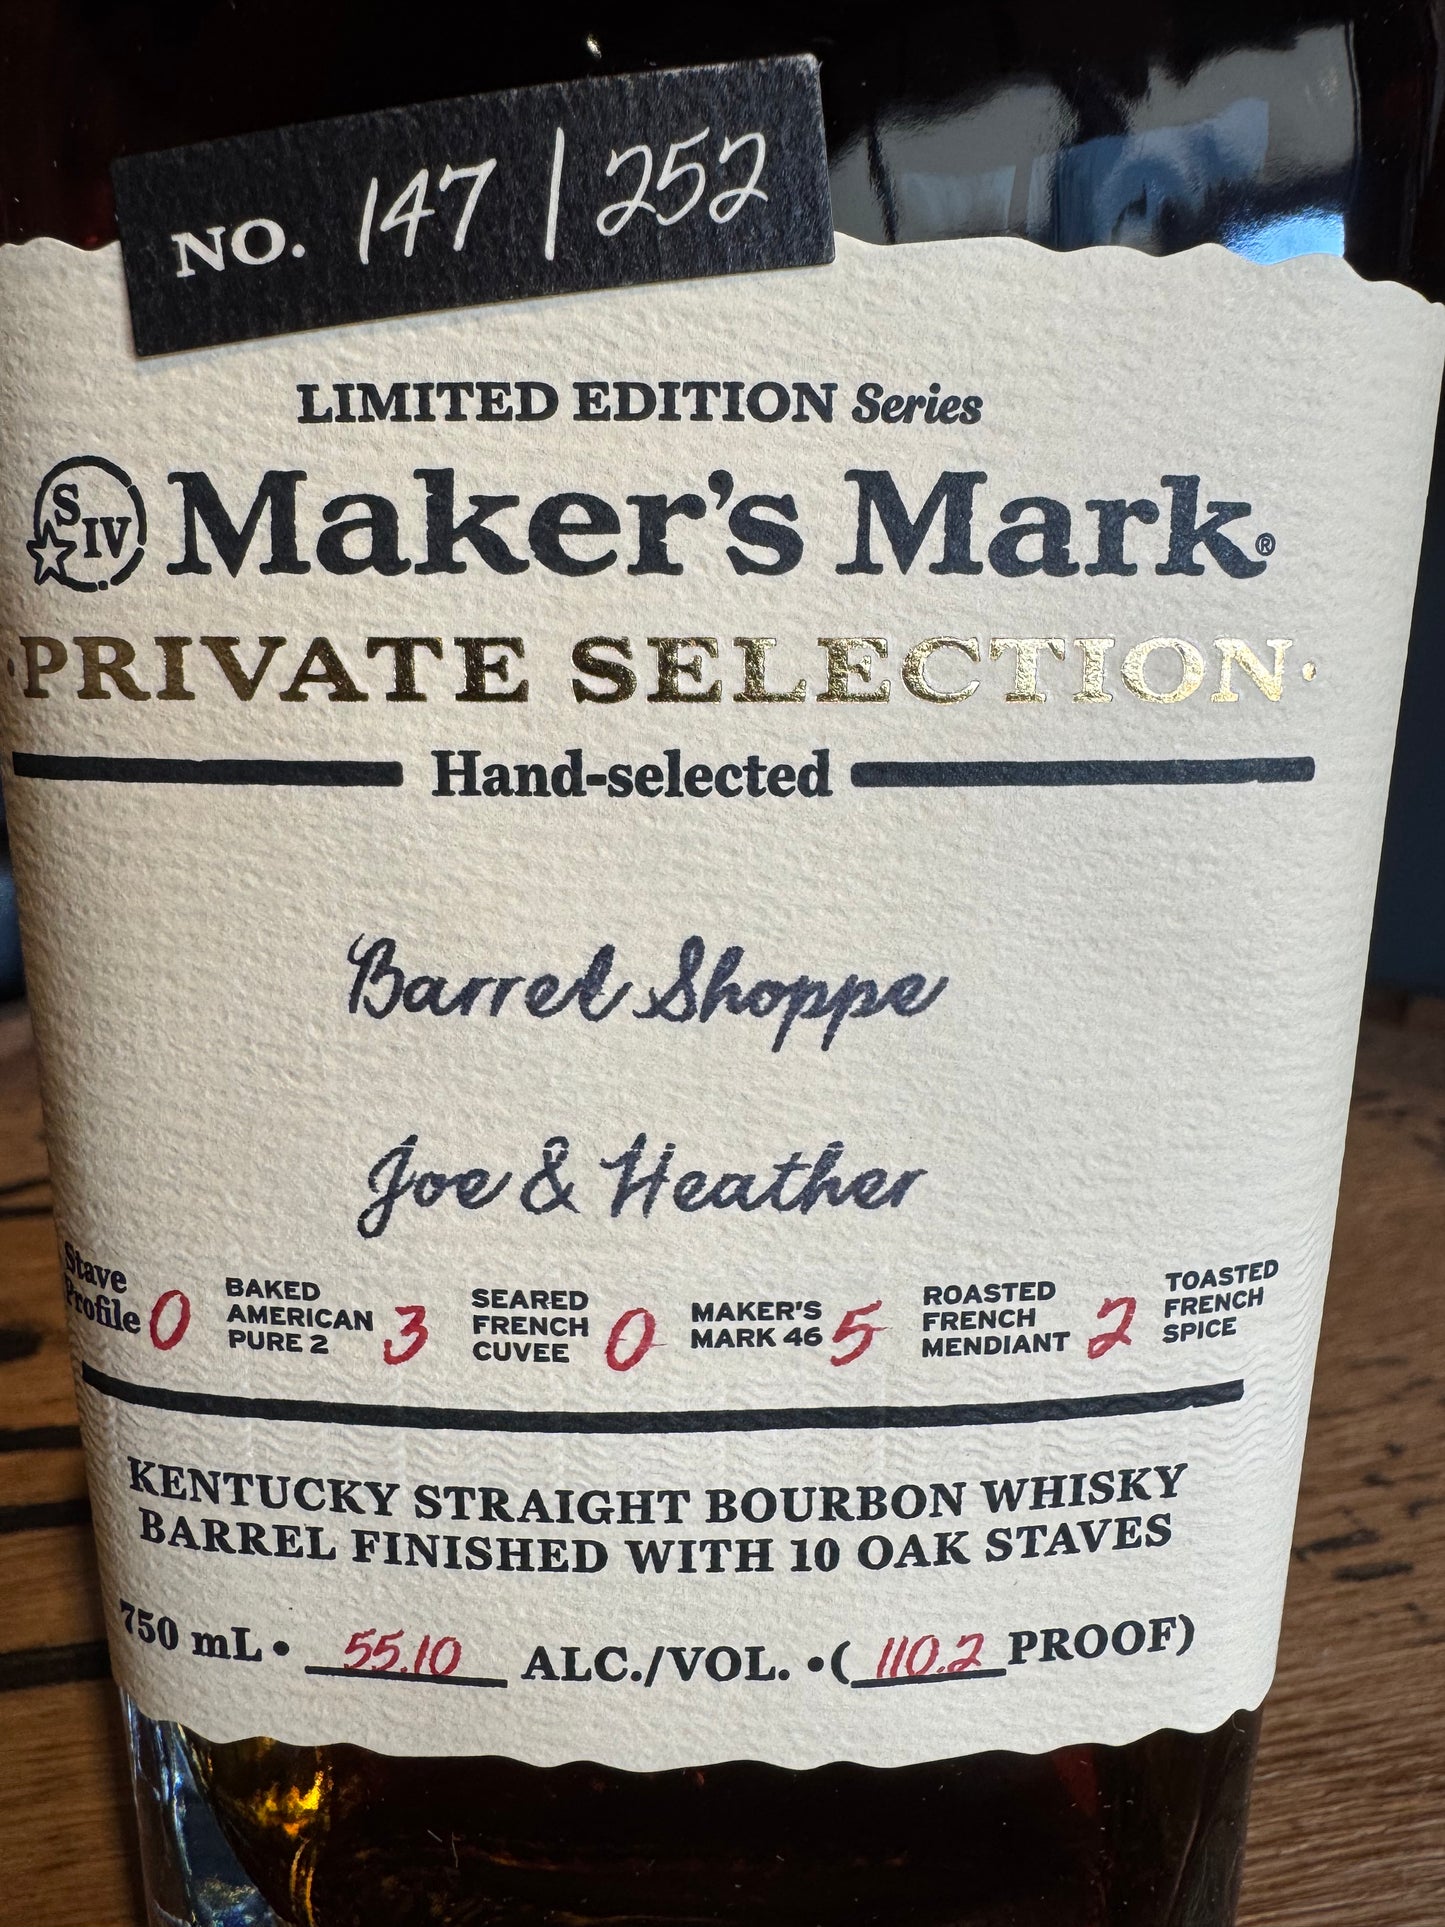 NO. 147 | 252
LIMITED EDITION Series
S IV Maker's Mark®
·PRIVATE SELECTION·
Hand-selected
Barrel Shoppe
Joe & Heather
Stave Profile
0 BAKED AMERICAN PURE 2
3 SEARED FRENCH CUVEE
0 MAKER'S MARK 46
5 ROASTED FRENCH MENDIANT
2 TOASTED FRENCH SPICE
KENTUCKY STRAIGHT BOURBON WHISKY
BARREL FINISHED WITH 10 OAK STAVES
750 mL • 55.10 ALC./VOL. •( 110.2 PROOF)